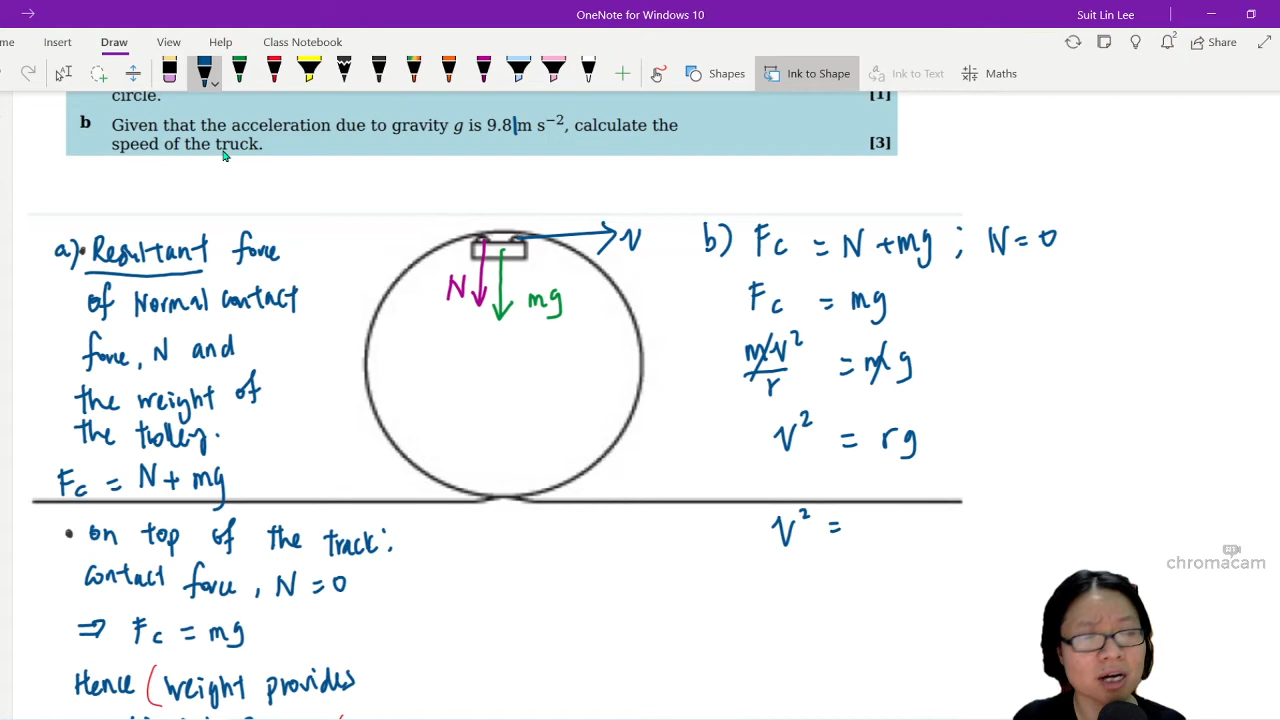 OneNote for Windows 10
Suit Lin Lee
me Insert Draw View Help Class Notebook
Share
Shapes
Ink to Shape
Ink to Text
Maths
circle. [1]
b Given that the acceleration due to gravity g is 9.81m s⁻², calculate the
speed of the truck. [3]
a) • Resultant force
of Normal contact
force, N and
the weight of
the trolley.
Fc = N + mg
• on top of the track:
contact force, N = 0
⇒ Fc = mg
Hence (weight provides
N
mg
v
b) Fc = N + mg ; N = 0
Fc = mg
mv²/r = mg
v² = rg
v² =
chromacam